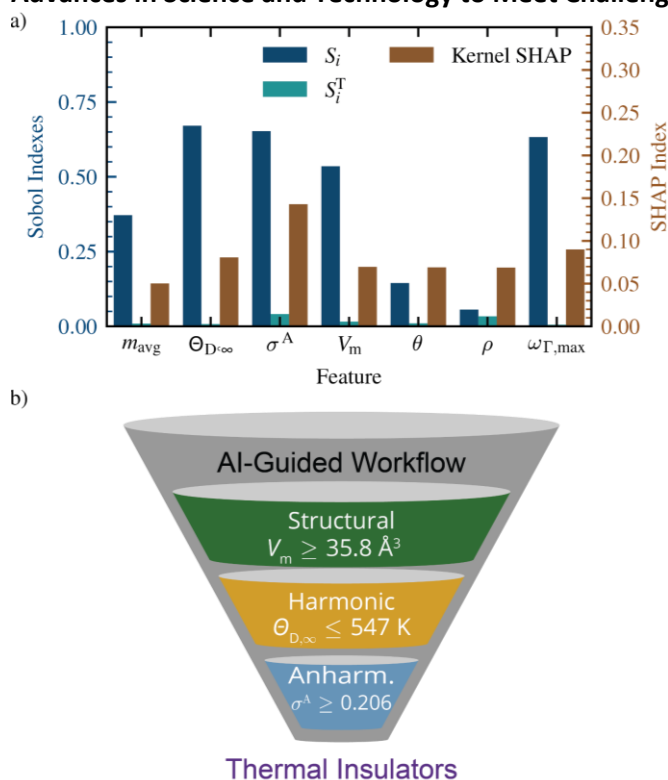 a)
1.00
0.75
0.50
0.25
0.00
Sobol Indexes
S_i
S_i^T
Kernel SHAP
0.35
0.30
0.25
0.20
0.15
0.10
0.05
0.00
SHAP Index
m_avg Θ_D,∞ σ^A V_m θ ρ ω_Γ,max
Feature
b)
AI-Guided Workflow
Structural
V_m ≥ 35.8 Å³
Harmonic
Θ_D,∞ ≤ 547 K
Anharm.
σ^A ≥ 0.206
Thermal Insulators